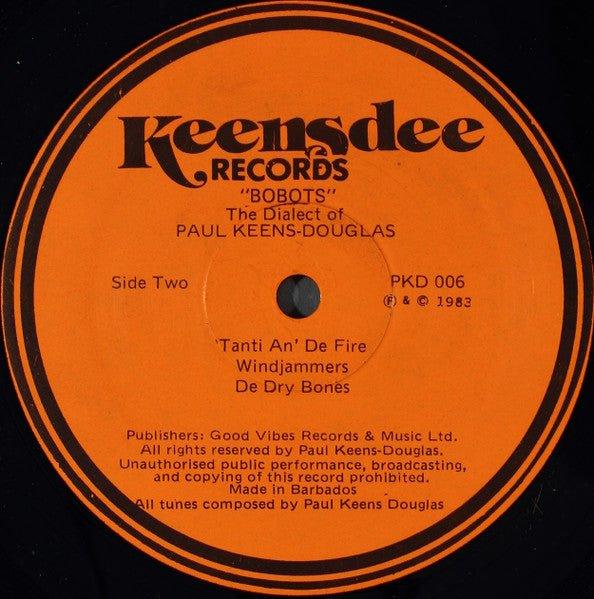 Keensdee
RECORDS
"BOBOTS"
The Dialect of
PAUL KEENS-DOUGLAS
Side Two
PKD 006
Ⓟ & © 1983
'Tanti An' De Fire
Windjammers
De Dry Bones
Publishers: Good Vibes Records & Music Ltd.
All rights reserved by Paul Keens-Douglas.
Unauthorised public performance, broadcasting,
and copying of this record prohibited.
Made in Barbados
All tunes composed by Paul Keens Douglas